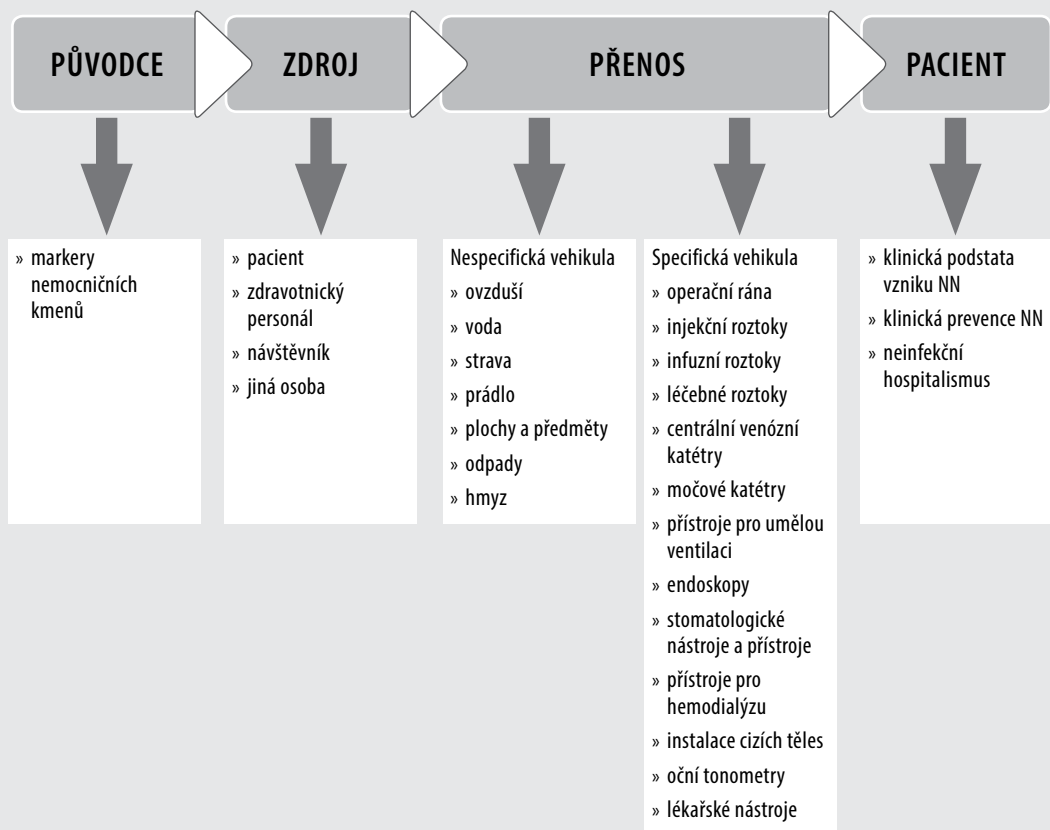 PŮVODCE
ZDROJ
PŘENOS
PACIENT
» markery
nemocničních
kmenů
» pacient
» zdravotnický
personál
» návštěvník
» jiná osoba
Nespecifická vehikula
» ovzduší
» voda
» strava
» prádlo
» plochy a předměty
» odpady
» hmyz
Specifická vehikula
» operační rána
» injekční roztoky
» infuzní roztoky
» léčebné roztoky
» centrální venózní
katétry
» močové katétry
» přístroje pro umělou
ventilaci
» endoskopy
» stomatologické
nástroje a přístroje
» přístroje pro
hemodialýzu
» instalace cizích těles
» oční tonometry
» lékařské nástroje
» klinická podstata
vzniku NN
» klinická prevence NN
» neinfekční
hospitalismus